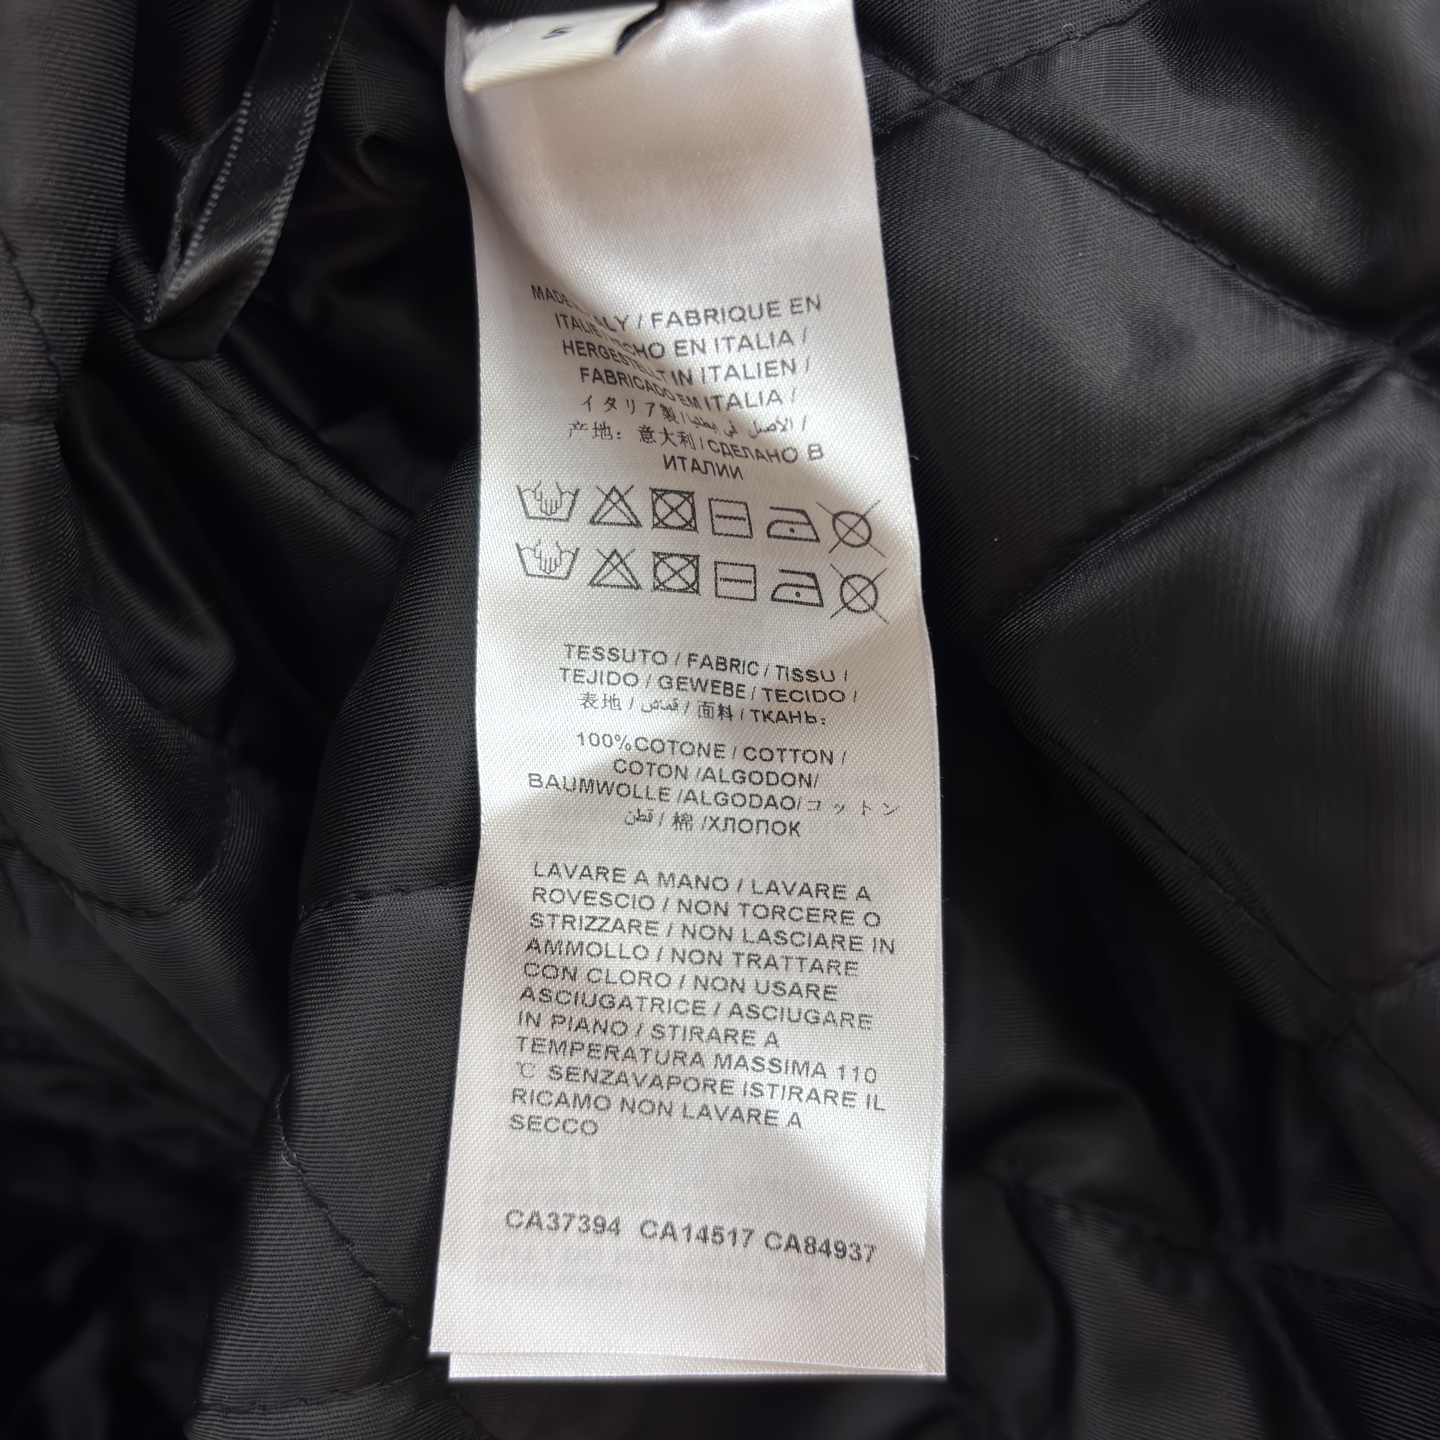 MADE IN ITALY / FABRIQUE EN
ITALIE HECHO EN ITALIA /
HERGESTELLT IN ITALIEN /
FABRICADO EM ITALIA /
イタリア製 / الأصل في يطليا /
产地：意大利 / СДЕЛАНО В
ИТАЛИИ
TESSUTO / FABRIC / TISSU /
TEJIDO / GEWEBE / TECIDO /
表地 / قماش / 面料 / ТКАНЬ:
100%COTONE / COTTON /
COTON /ALGODON/
BAUMWOLLE /ALGODAO/コットン
قطن / 棉 /ХЛОПОК
LAVARE A MANO / LAVARE A
ROVESCIO / NON TORCERE O
STRIZZARE / NON LASCIARE IN
AMMOLLO / NON TRATTARE
CON CLORO / NON USARE
ASCIUGATRICE / ASCIUGARE
IN PIANO / STIRARE A
TEMPERATURA MASSIMA 110
℃ SENZAVAPORE ISTIRARE IL
RICAMO NON LAVARE A
SECCO
CA37394 CA14517 CA84937